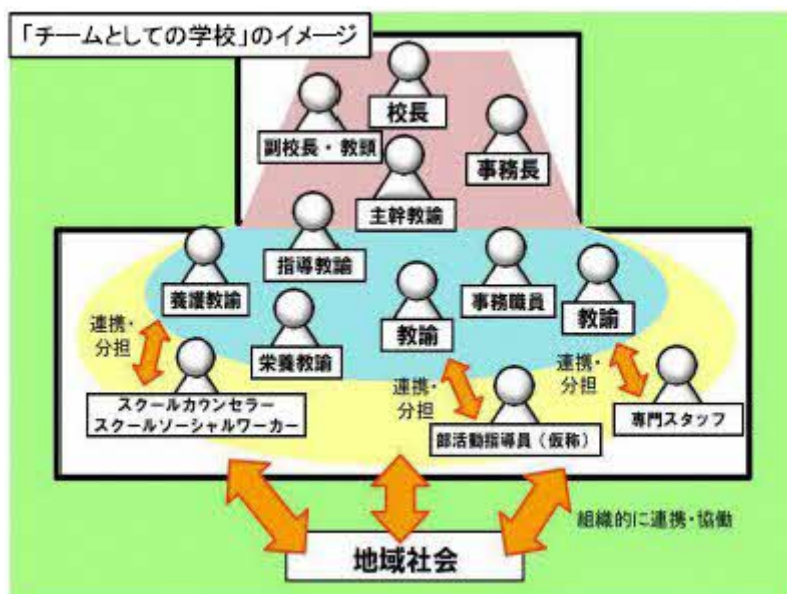 「チームとしての学校」のイメージ
校長
副校長・教頭
事務長
主幹教諭
指導教諭
養護教諭
事務職員
教諭
教諭
栄養教諭
連携・
分担
スクールカウンセラー
スクールソーシャルワーカー
連携・
分担
部活動指導員（仮称）
連携・
分担
専門スタッフ
組織的に連携・協働
地域社会